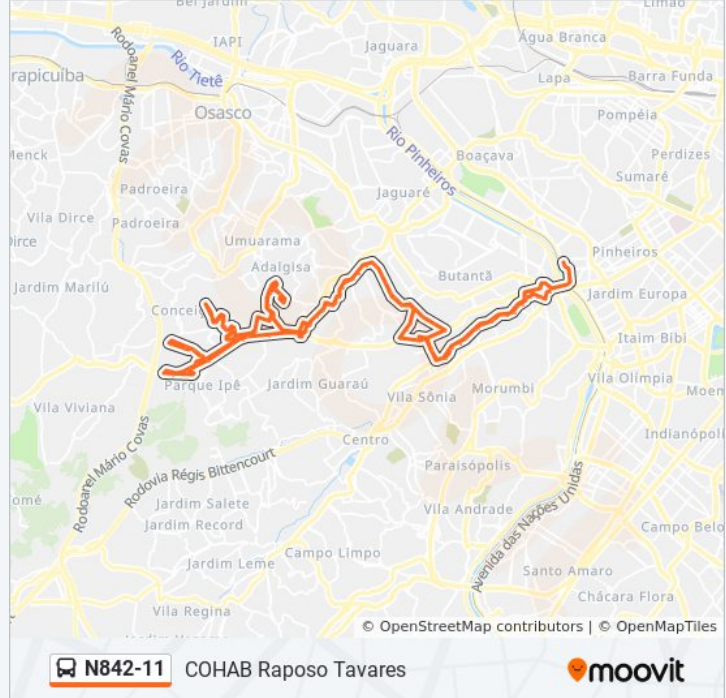 Bel Jardim
Limão
IAPI
Jaguara
Água Branca
Rodoanel Mário Covas
Rio Tietê
Lapa
Barra Funda
arapicuíba
Osasco
Pompéia
Rio Pinheiros
Menck
Boaçava
Perdizes
Sumaré
Padroeira
Jaguaré
Vila Dirce
Padroeira
irce
Umuarama
Pinheiros
Adalgisa
Butantã
Jardim Marilú
Jardim Europa
Concei
Itaim Bibi
Parque Ipê
Jardim Guaraú
Morumbi
Vila Olímpia
Moem
Vila Viviana
Vila Sônia
Indianópoli
Centro
Rodoanel Mário Covas
Rodovia Régis Bittencourt
Paraisópolis
Avenida das Nações Unidas
omé
Jardim Salete
Vila Andrade
Jardim Record
Campo Belo
Campo Limpo
Jardim Leme
Santo Amaro
Chácara Flora
Vila Regina
© OpenStreetMap contributors | © OpenMapTiles
N842-11 COHAB Raposo Tavares
moovit